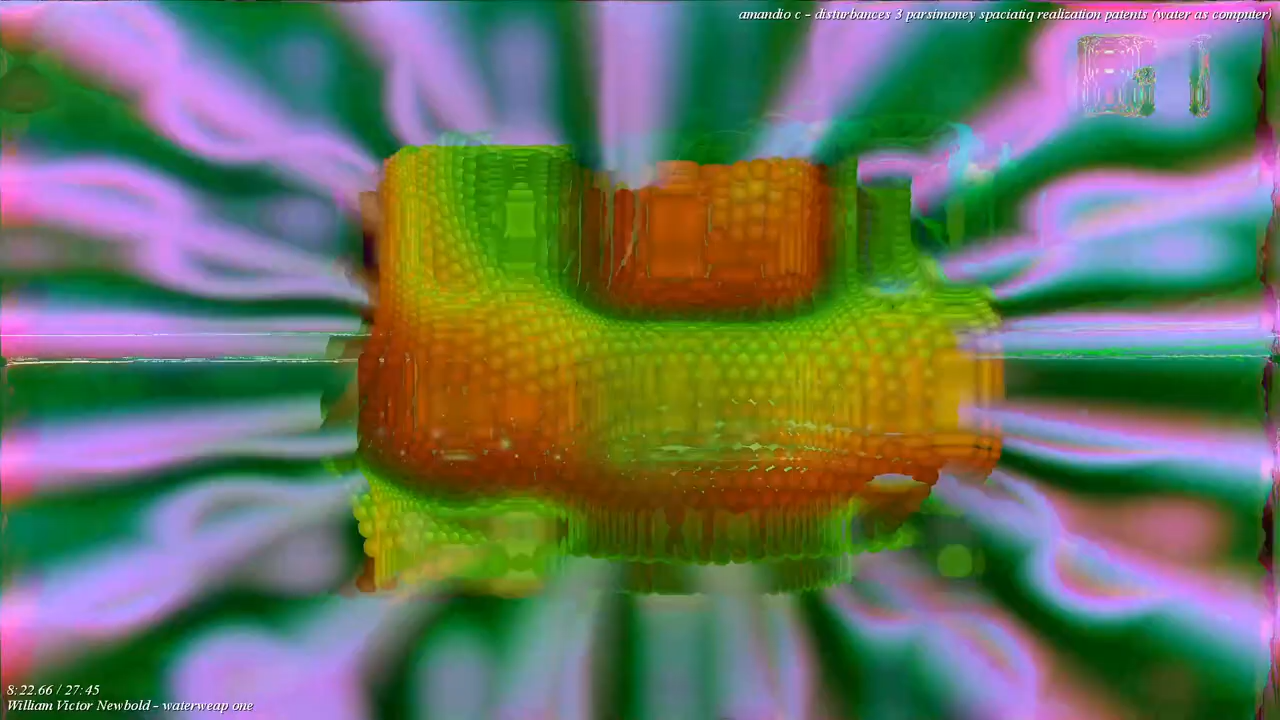 amandio c - disturbances 3 parsimoney spaciatiq realization patents (water as compitter)
8:22.66 / 27:45
William Victor Newbold - waterweap one